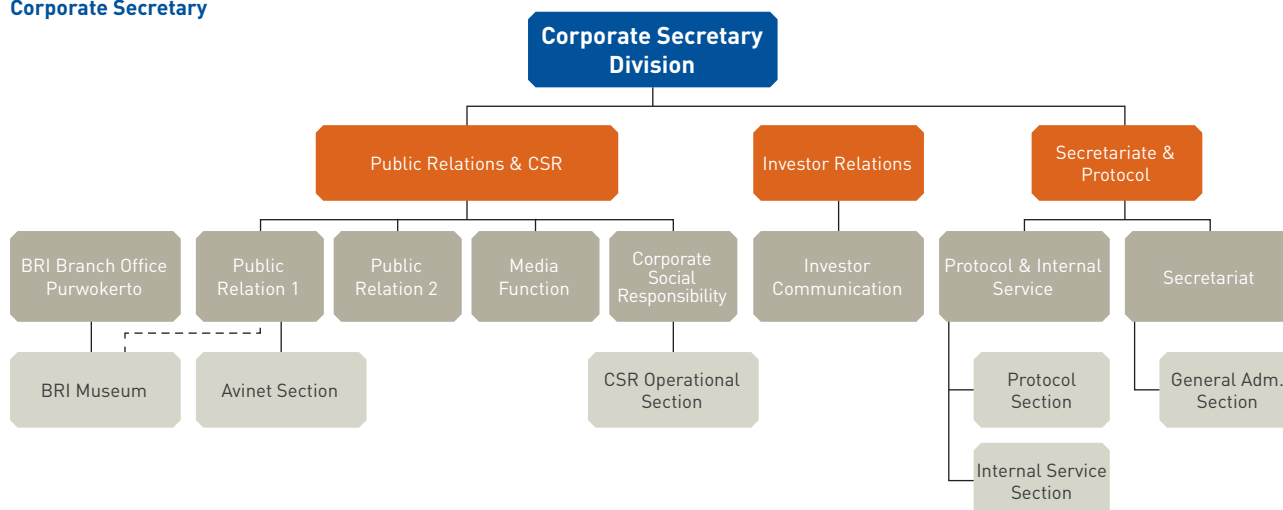 Corporate Secretary
Corporate Secretary
Division
Public Relations & CSR
Investor Relations
Secretariate &
Protocol
BRI Branch Office
Purwokerto
Public
Relation 1
Public
Relation 2
Media
Function
Corporate
Social
Responsibility
Investor
Communication
Protocol & Internal
Service
Secretariat
BRI Museum
Avinet Section
CSR Operational
Section
Protocol
Section
General Adm.
Section
Internal Service
Section